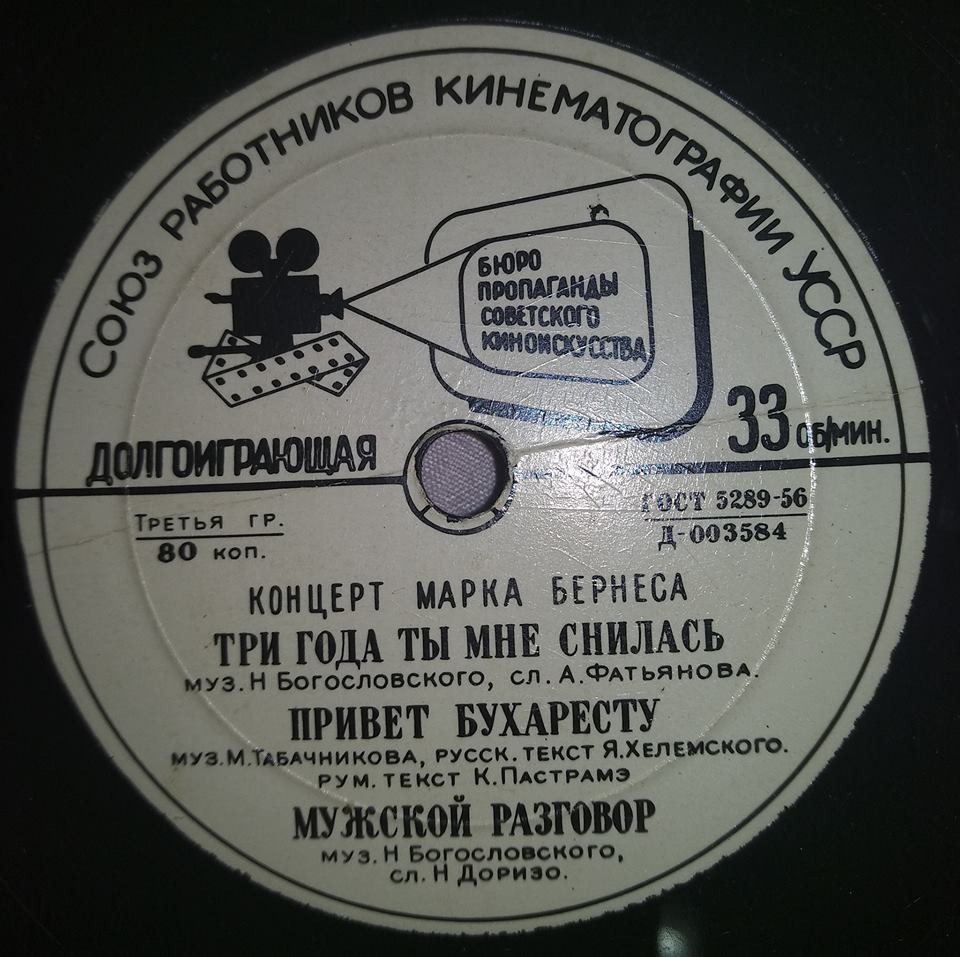 СОЮЗ РАБОТНИКОВ КИНЕМАТОГРАФИИ УССР
БЮРО
ПРОПАГАНДЫ
СОВЕТСКОГО
КИНОИСКУССТВА
ДОЛГОИГРАЮЩАЯ
33 ОБ/МИН.
ТРЕТЬЯ ГР.
80 КОП.
ГОСТ 5289-56
Д-003584
КОНЦЕРТ МАРКА БЕРНЕСА
ТРИ ГОДА ТЫ МНЕ СНИЛАСЬ
МУЗ. Н БОГОСЛОВСКОГО, СЛ. А. ФАТЬЯНОВА.
ПРИВЕТ БУХАРЕСТУ
МУЗ. М. ТАБАЧНИКОВА, РУССК. ТЕКСТ Я. ХЕЛЕМСКОГО.
РУМ. ТЕКСТ К. ПАСТРАМЭ
МУЖСКОЙ РАЗГОВОР
МУЗ. Н БОГОСЛОВСКОГО,
СЛ. Н ДОРИЗО.